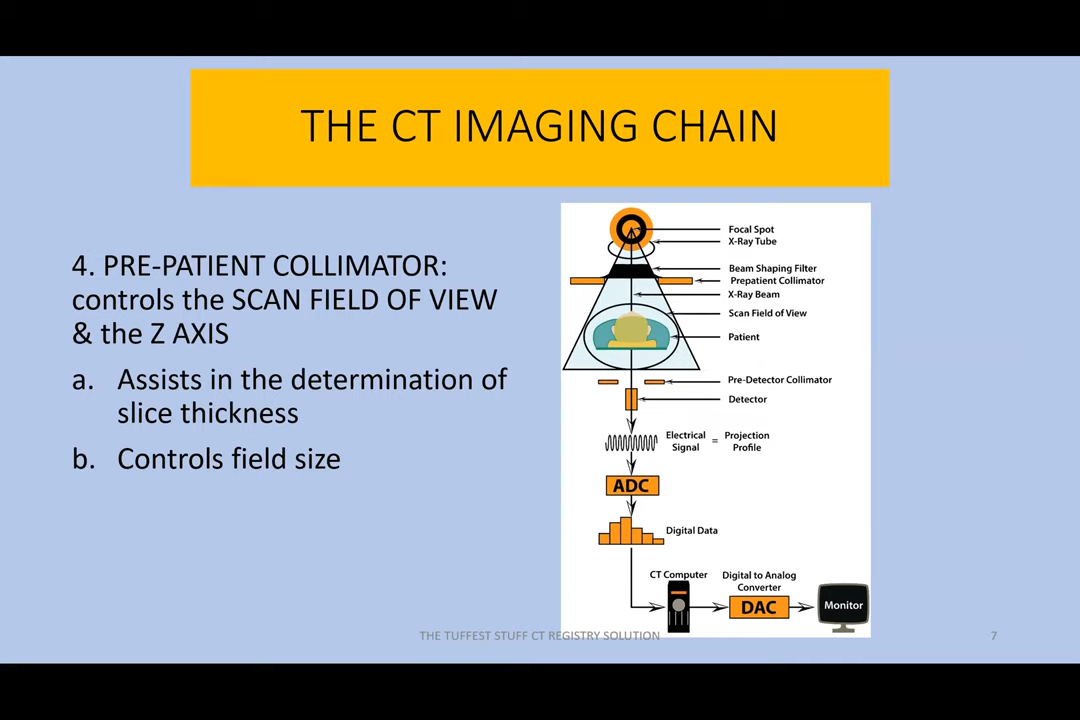 THE CT IMAGING CHAIN
4. PRE-PATIENT COLLIMATOR:
controls the SCAN FIELD OF VIEW
& the Z AXIS
a. Assists in the determination of
slice thickness
b. Controls field size
Focal Spot
X-Ray Tube
Beam Shaping Filter
Prepatient Collimator
X-Ray Beam
Scan Field of View
Patient
Pre-Detector Collimator
Detector
Electrical Signal = Projection Profile
ADC
Digital Data
CT Computer
Digital to Analog
Converter
DAC
Monitor
THE TUFFEST STUFF CT REGISTRY SOLUTION
7